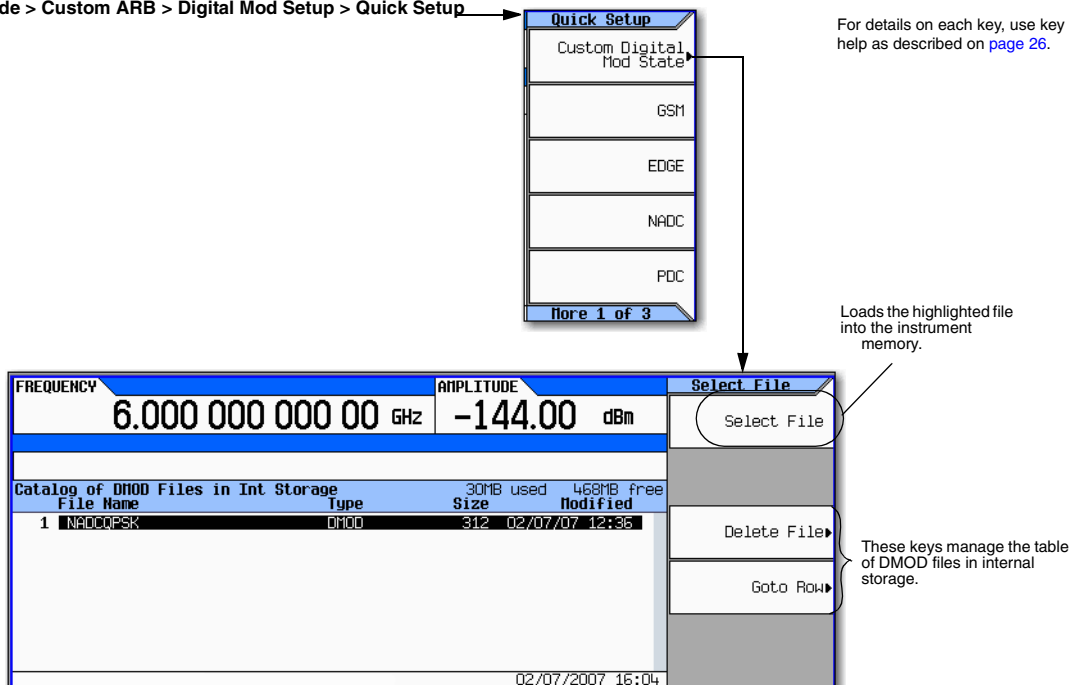 de > Custom ARB > Digital Mod Setup > Quick Setup
Quick Setup
Custom Digital
Mod State
GSM
EDGE
NADC
PDC
More 1 of 3
For details on each key, use key
help as described on page 26.
Loads the highlighted file
into the instrument
memory.
FREQUENCY
6.000 000 000 00 GHz
AMPLITUDE
-144.00 dBm
Select File
Select File
Catalog of DMOD Files in Int Storage 30MB used 468MB free
File Name Type Size Modified
1 NADCQPSK DMOD 312 02/07/07 12:36
Delete File
Goto Row
These keys manage the table
of DMOD files in internal
storage.
02/07/2007 16:04